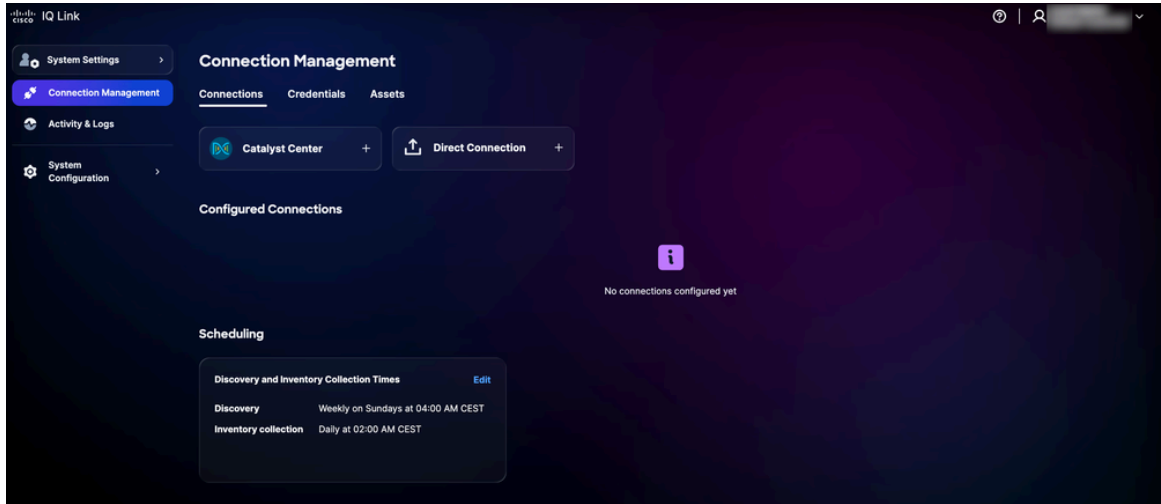 CISCO IQ Link
System Settings
Connection Management
Activity & Logs
System
Configuration
Connection Management
Connections Credentials Assets
Catalyst Center + Direct Connection +
Configured Connections
i
No connections configured yet
Scheduling
Discovery and Inventory Collection Times Edit
Discovery Weekly on Sundays at 04:00 AM CEST
Inventory collection Daily at 02:00 AM CEST